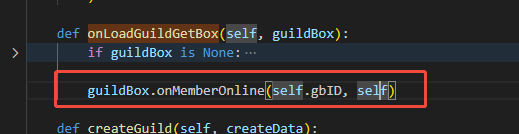 def onLoadGuildGetBox(self, guildBox):
if guildBox is None:…
guildBox.onMemberOnline(self.gbID, self)
def createGuild(self, createData):